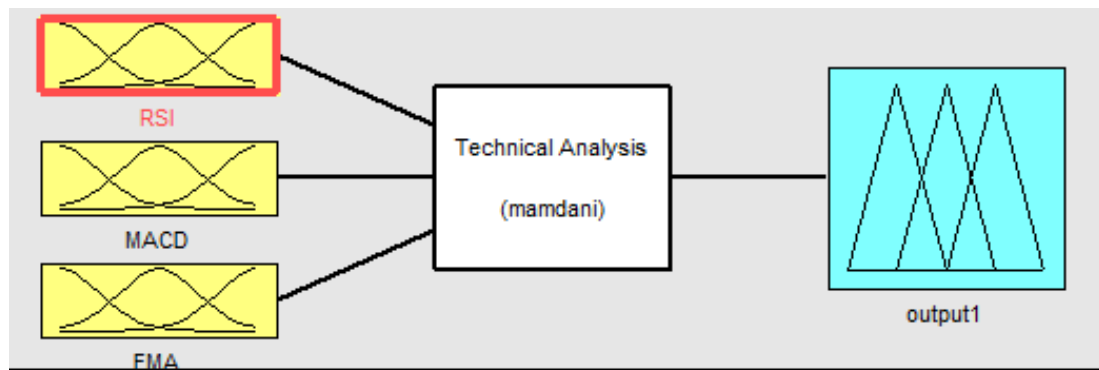 RSI
MACD
EMA
Technical Analysis
(mamdani)
output1